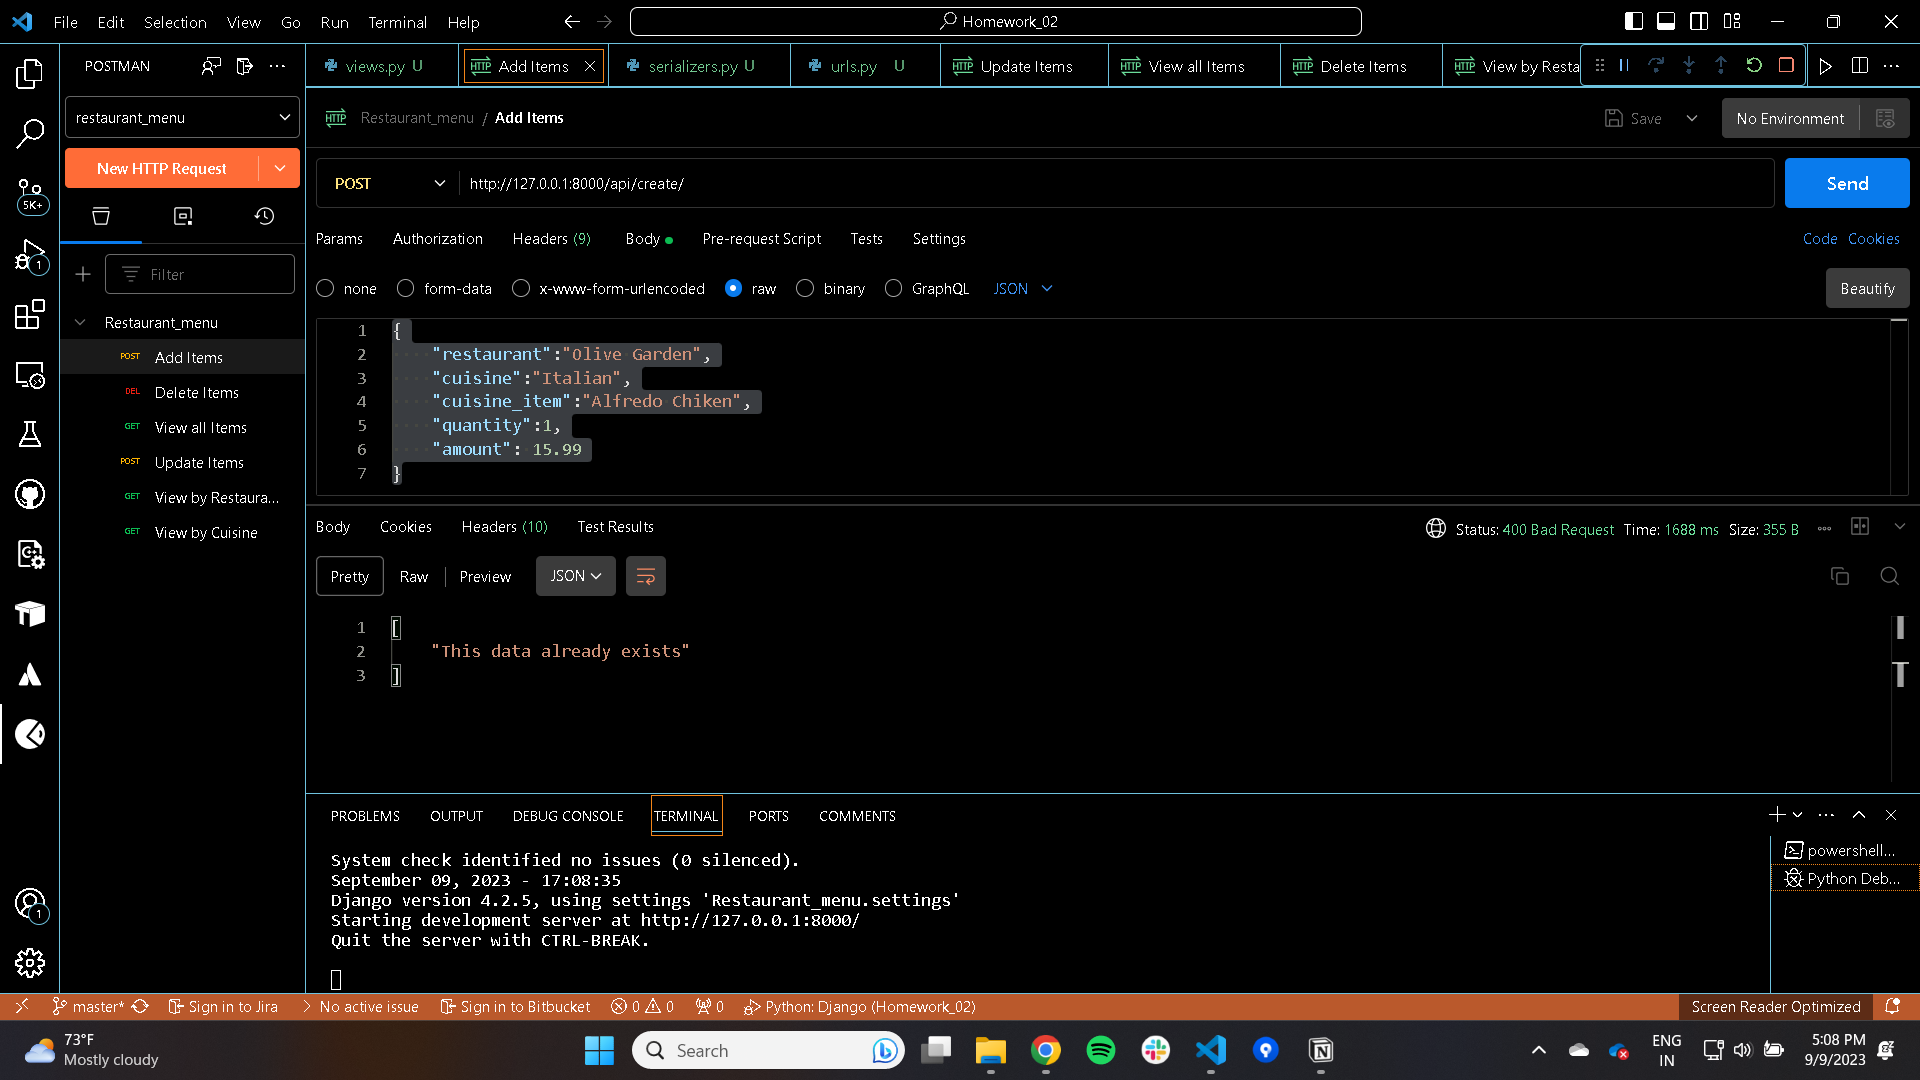 File Edit Selection View Go Run Terminal Help
Homework_02
POSTMAN
views.py U
Add Items
serializers.py U
urls.py U
Update Items
View all Items
Delete Items
View by Resta
restaurant_menu
New HTTP Request
Filter
Restaurant_menu
POST Add Items
DEL Delete Items
GET View all Items
POST Update Items
GET View by Restaura...
GET View by Cuisine
5K+
1
1
HTTP Restaurant_menu / Add Items
Save
No Environment
POST http://127.0.0.1:8000/api/create/
Send
Params Authorization Headers (9) Body Pre-request Script Tests Settings
Code Cookies
none form-data x-www-form-urlencoded raw binary GraphQL JSON
Beautify
1 {
2 "restaurant":"Olive Garden",
3 "cuisine":"Italian",
4 "cuisine_item":"Alfredo Chiken",
5 "quantity":1,
6 "amount": 15.99
7 }
Body Cookies Headers (10) Test Results
Status: 400 Bad Request Time: 1688 ms Size: 355 B
Pretty Raw Preview JSON
1 [
2 "This data already exists"
3 ]
PROBLEMS OUTPUT DEBUG CONSOLE TERMINAL PORTS COMMENTS
System check identified no issues (0 silenced).
September 09, 2023 - 17:08:35
Django version 4.2.5, using settings 'Restaurant_menu.settings'
Starting development server at http://127.0.0.1:8000/
Quit the server with CTRL-BREAK.
powershell...
Python Deb...
master* Sign in to Jira No active issue Sign in to Bitbucket 0 0 0 Python: Django (Homework_02)
Screen Reader Optimized
73°F
Mostly cloudy
Search
ENG
IN
5:08 PM
9/9/2023